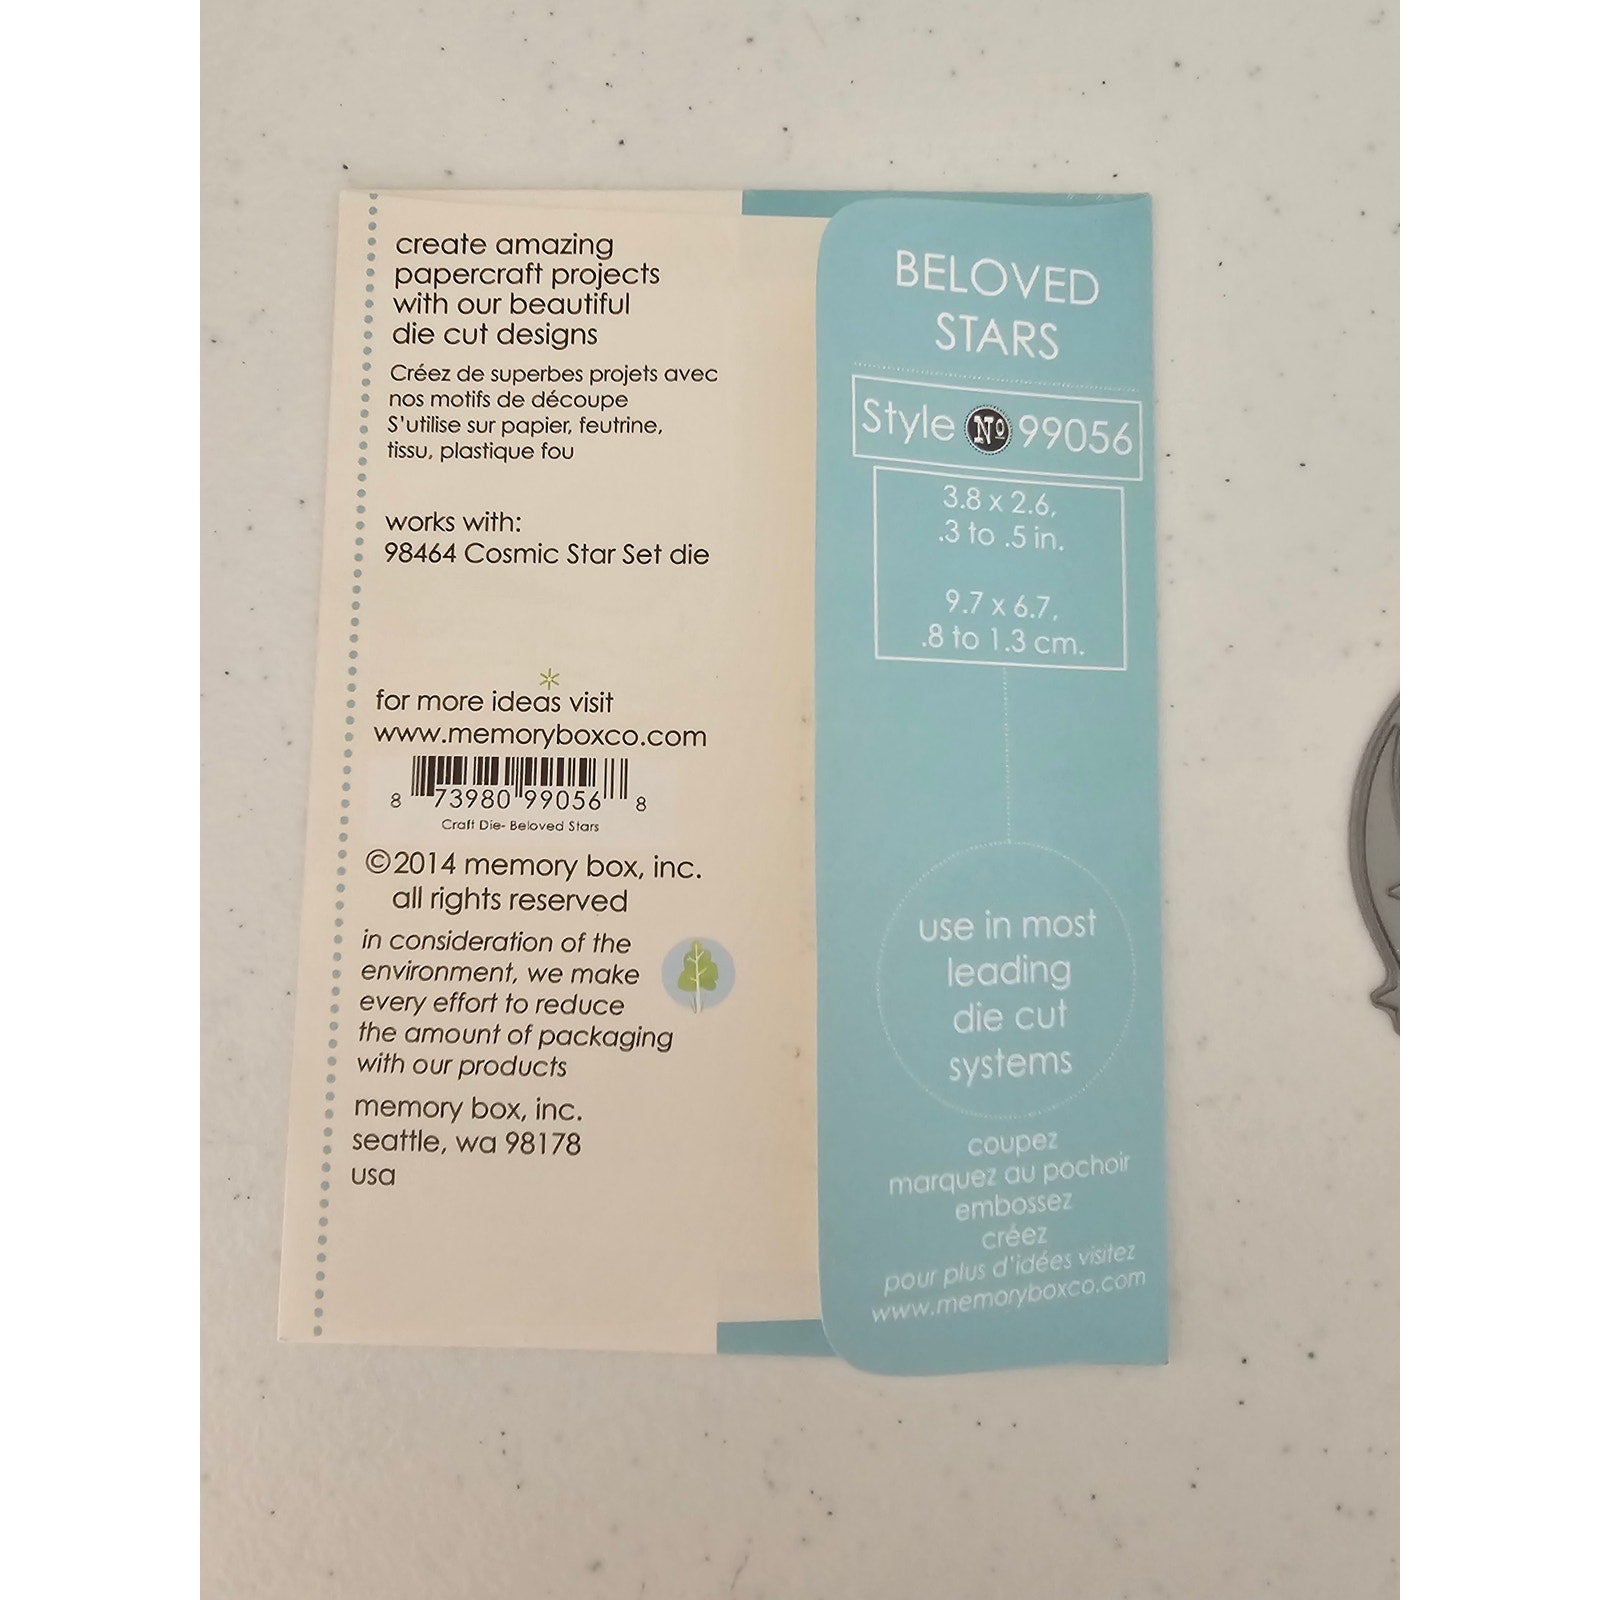 create amazing
papercraft projects
with our beautiful
die cut designs
Créez de superbes projets avec
nos motifs de découpe
S'utilise sur papier, feutrine,
tissu, plastique fou
works with:
98464 Cosmic Star Set die
for more ideas visit
www.memoryboxco.com
8 73980 99056 8
Craft Die- Beloved Stars
©2014 memory box, inc.
all rights reserved
in consideration of the
environment, we make
every effort to reduce
the amount of packaging
with our products
memory box, inc.
seattle, wa 98178
usa
BELOVED
STARS
Style No 99056
3.8 x 2.6,
.3 to .5 in.
9.7 x 6.7,
.8 to 1.3 cm.
use in most
leading
die cut
systems
coupez
marquez au pochoir
embossez
créez
pour plus d'idées visitez
www.memoryboxco.com